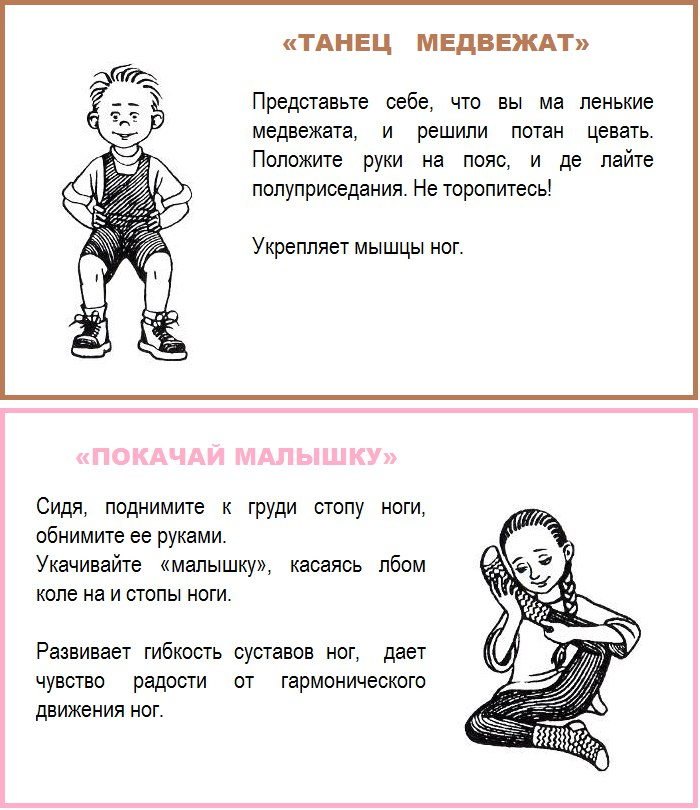 «ТАНЕЦ МЕДВЕЖАТ»
Представьте себе, что вы ма ленькие
медвежата, и решили потан цевать.
Положите руки на пояс, и де лайте
полуприседания. Не торопитесь!
Укрепляет мышцы ног.
«ПОКАЧАЙ МАЛЫШКУ»
Сидя, поднимите к груди стопу ноги,
обнимите ее руками.
Укачивайте «малышку», касаясь лбом
коле на и стопы ноги.
Развивает гибкость суставов ног, дает
чувство радости от гармонического
движения ног.